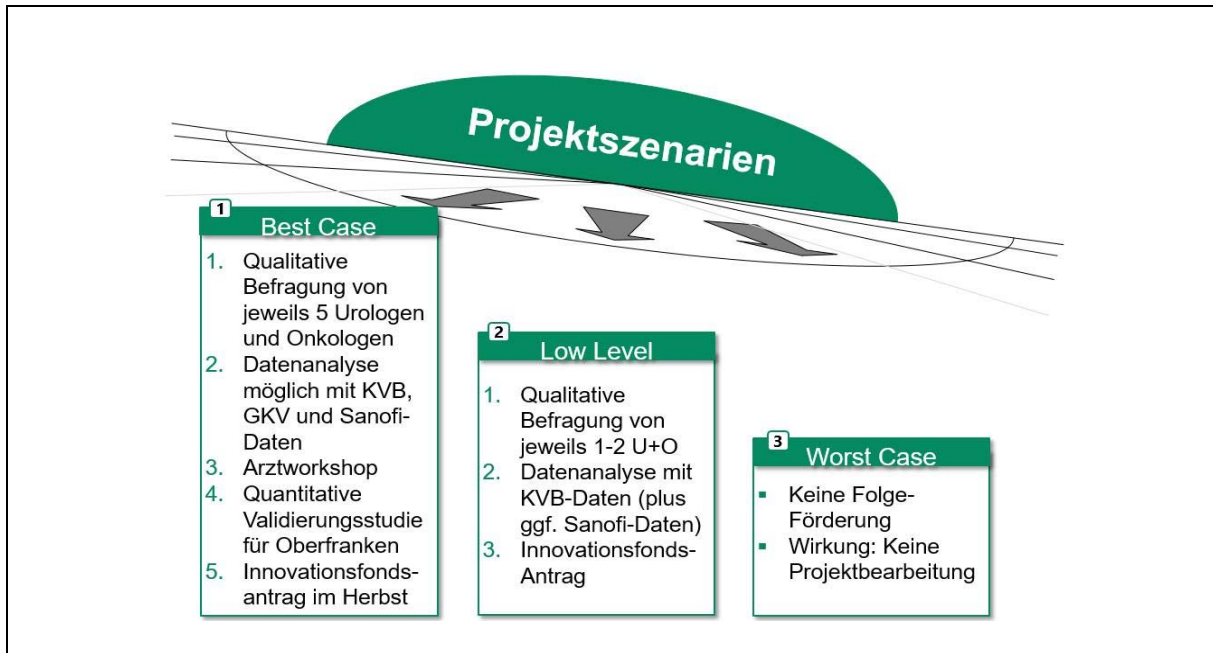 Projektszenarien
1
Best Case
1. Qualitative
Befragung von
jeweils 5 Urologen
und Onkologen
2. Datenanalyse
möglich mit KVB,
GKV und Sanofi-
Daten
3. Arztworkshop
4. Quantitative
Validierungsstudie
für Oberfranken
5. Innovationsfonds-
antrag im Herbst
2
Low Level
1. Qualitative
Befragung von
jeweils 1-2 U+O
2. Datenanalyse mit
KVB-Daten (plus
ggf. Sanofi-Daten)
3. Innovationsfonds-
Antrag
3
Worst Case
▪ Keine Folge-
Förderung
▪ Wirkung: Keine
Projektbearbeitung